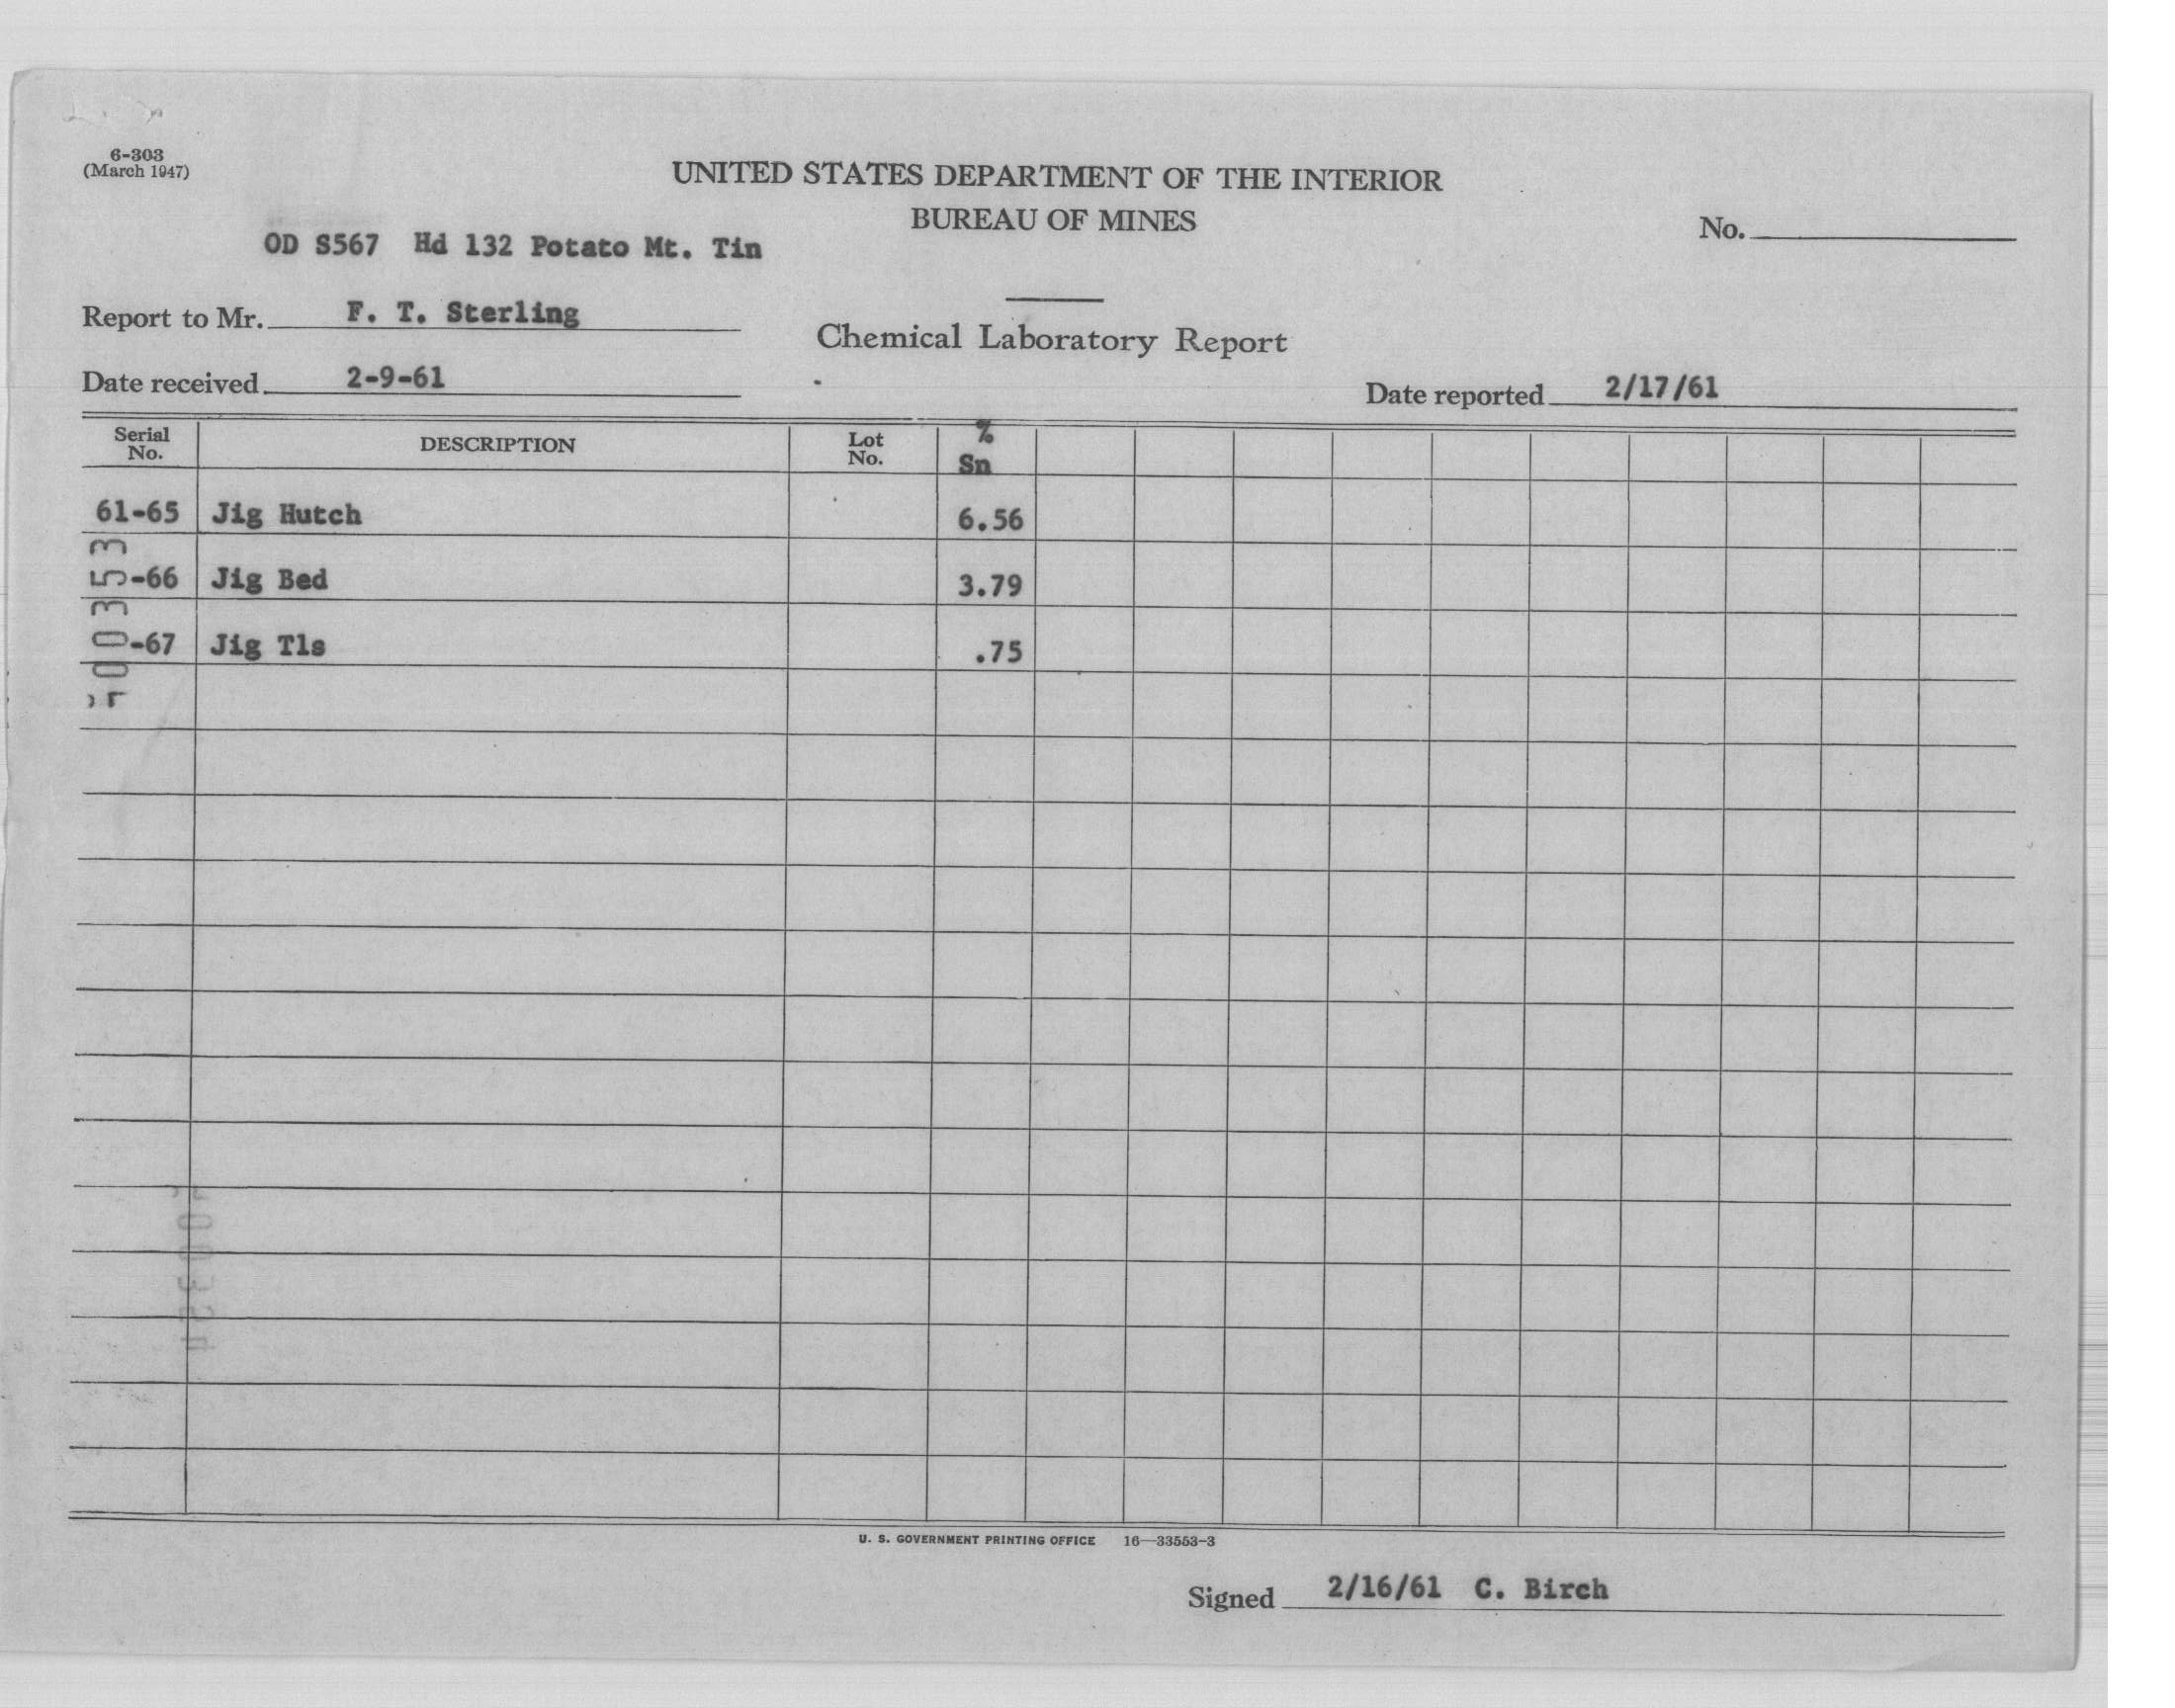 6-303
(March 1947)
UNITED STATES DEPARTMENT OF THE INTERIOR
BUREAU OF MINES
No.
OD S567 Hd 132 Potato Mt. Tin
Report to Mr. F. T. Sterling
Chemical Laboratory Report
Date received 2-9-61
Date reported 2/17/61
Serial No. DESCRIPTION Lot No. % Sn
61-65 Jig Hutch 6.56
-66 Jig Bed 3.79
-67 Jig Tls .75
U. S. GOVERNMENT PRINTING OFFICE 16—33553-3
Signed 2/16/61 C. Birch